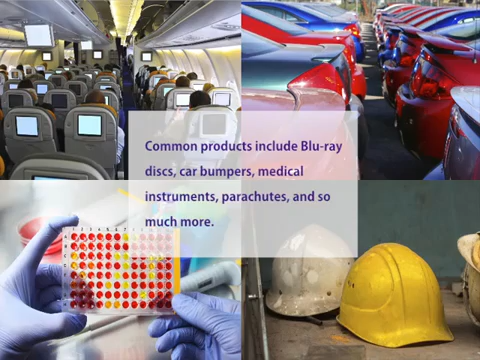 Common products include Blu-ray
discs, car bumpers, medical
instruments, parachutes, and so
much more.